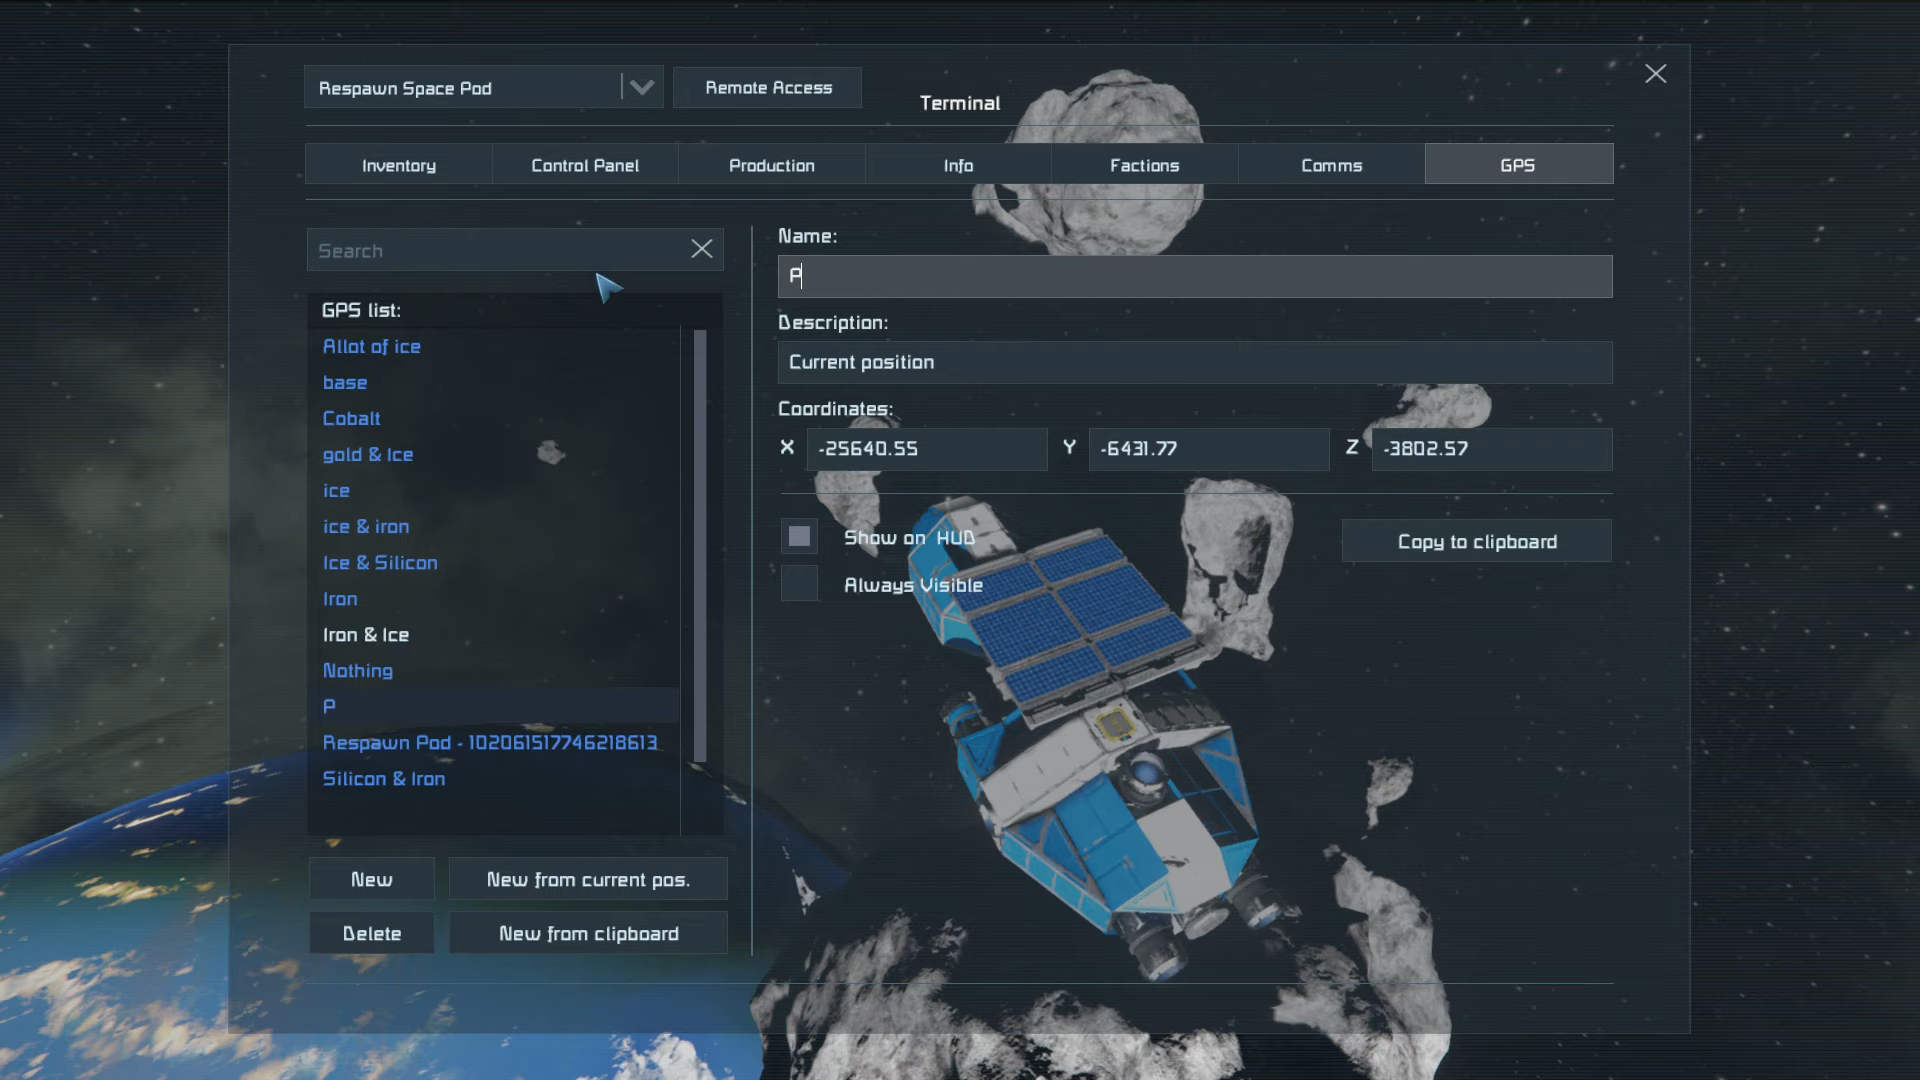 Respawn Space Pod
Remote Access
Terminal
Inventory
Control Panel
Production
Info
Factions
Comms
GPS
Search
GPS list:
Allot of ice
base
Cobalt
gold & Ice
ice
ice & iron
Ice & Silicon
Iron
Iron & Ice
Nothing
P
Respawn Pod - 102061517746218613
Silicon & Iron
New
New from current pos.
Delete
New from clipboard
Name:
P
Description:
Current position
Coordinates:
X -25640.55 Y -6431.77 Z -3802.57
Show on HUD
Copy to clipboard
Always Visible